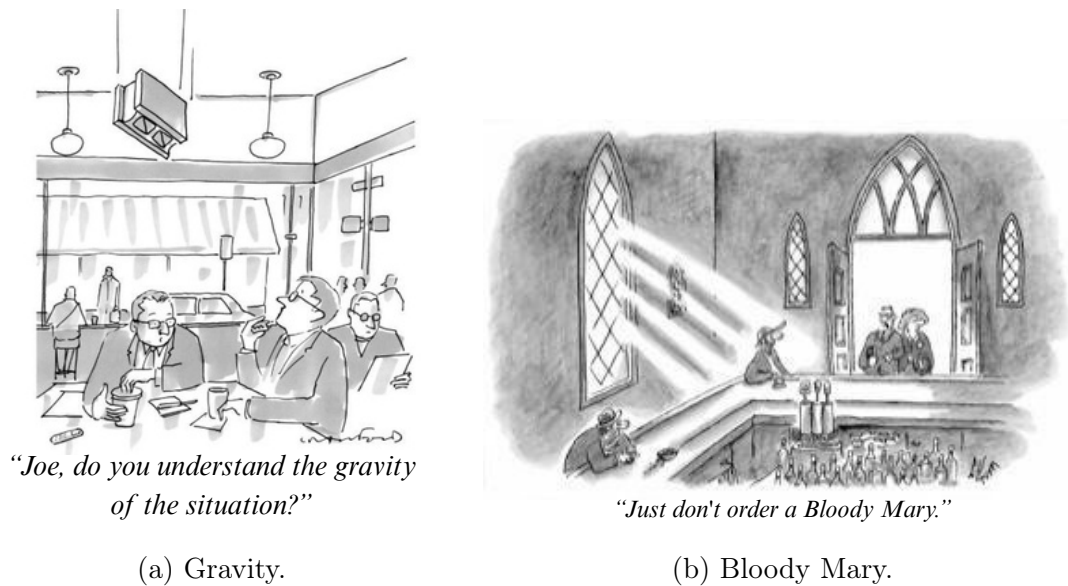 “Joe, do you understand the gravity
of the situation?”
(a) Gravity.
“Just don't order a Bloody Mary.”
(b) Bloody Mary.